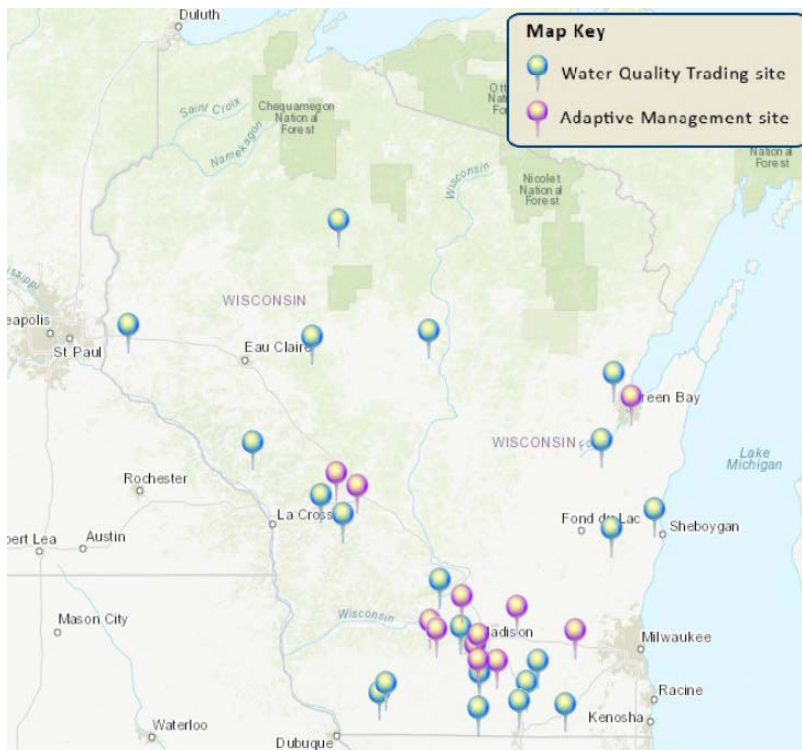 Duluth
Map Key
Water Quality Trading site
Adaptive Management site
Saint Croix
Chequamegon
National
Forest
Namekagon
Wisconsin
National
Forest
Nicolet
National
Forest
WISCONSIN
St Paul
Eau Claire
Green Bay
WISCONSIN
Lake
Michigan
Rochester
La Cross
Fond du Lac
Sheboygan
Austin
Mason City
Wisconsin
Madison
Milwaukee
Racine
Kenosha
Waterloo
Dubuque